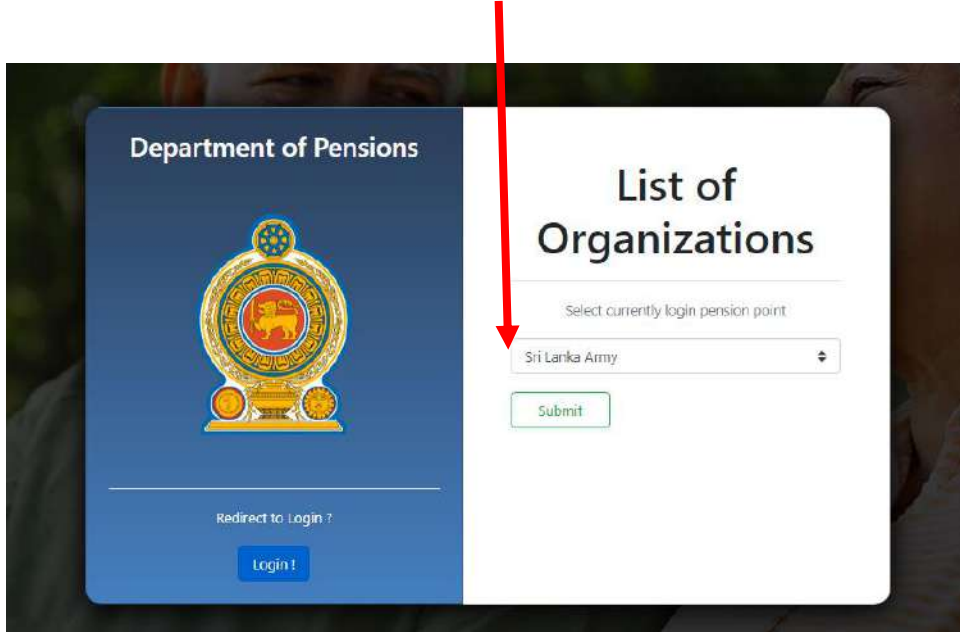 Department of Pensions
Redirect to Login ?
Login !
List of
Organizations
Select currently login pension point
Sri Lanka Army
Submit